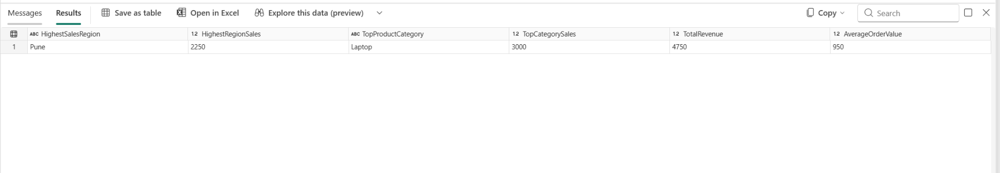 Messages Results Save as table Open in Excel Explore this data (preview) Copy Search
ABC HighestSalesRegion 1.2 HighestRegionSales ABC TopProductCategory 1.2 TopCategorySales 1.2 TotalRevenue 1.2 AverageOrderValue
1 Pune 2250 Laptop 3000 4750 950